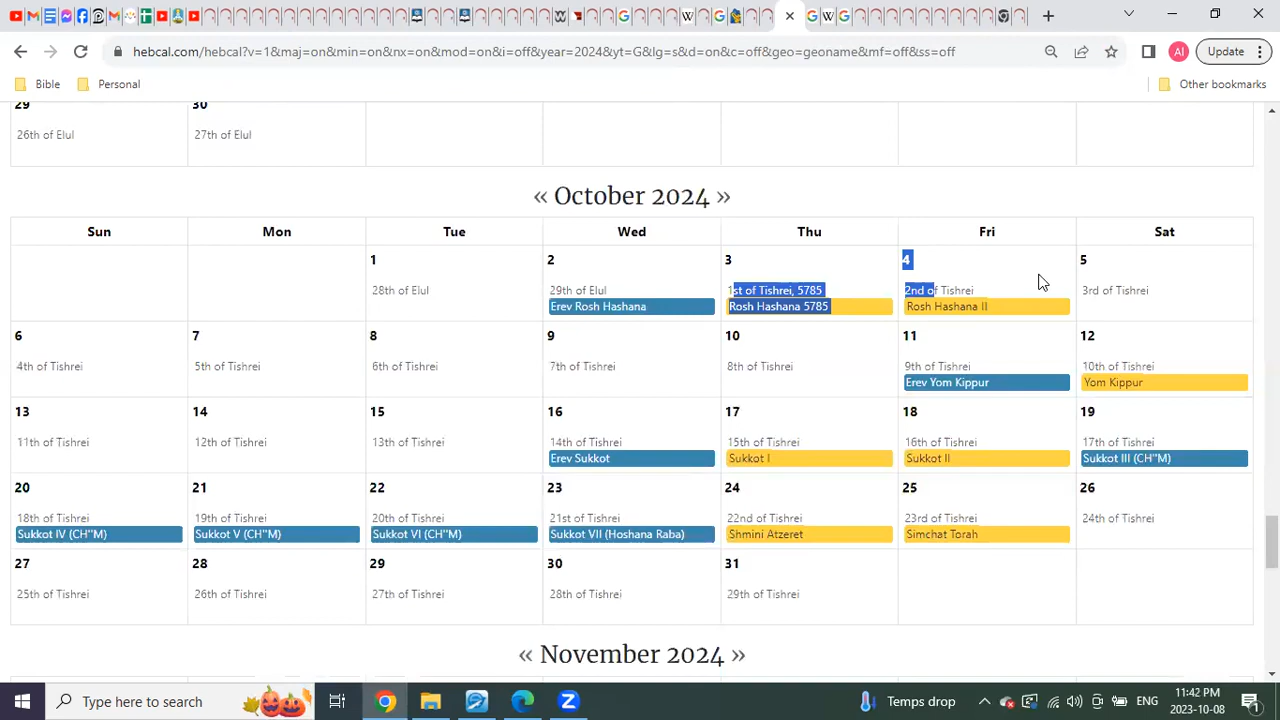 hebcal.com/hebcal?v=1&maj=on&min=on&nx=on&mod=on&i=off&year=2024&yt=G&lg=s&d=on&c=off&geo=geoname&mf=off&ss=off
AI
Update
Bible
Personal
Other bookmarks
29
30
26th of Elul
27th of Elul
« October 2024 »
Sun Mon Tue Wed Thu Fri Sat
1
28th of Elul
2
29th of Elul
Erev Rosh Hashana
3
1st of Tishrei, 5785
Rosh Hashana 5785
4
2nd of Tishrei
Rosh Hashana II
5
3rd of Tishrei
6
4th of Tishrei
7
5th of Tishrei
8
6th of Tishrei
9
7th of Tishrei
10
8th of Tishrei
11
9th of Tishrei
Erev Yom Kippur
12
10th of Tishrei
Yom Kippur
13
11th of Tishrei
14
12th of Tishrei
15
13th of Tishrei
16
14th of Tishrei
Erev Sukkot
17
15th of Tishrei
Sukkot I
18
16th of Tishrei
Sukkot II
19
17th of Tishrei
Sukkot III (CH''M)
20
18th of Tishrei
Sukkot IV (CH''M)
21
19th of Tishrei
Sukkot V (CH''M)
22
20th of Tishrei
Sukkot VI (CH''M)
23
21st of Tishrei
Sukkot VII (Hoshana Raba)
24
22nd of Tishrei
Shmini Atzeret
25
23rd of Tishrei
Simchat Torah
26
24th of Tishrei
27
25th of Tishrei
28
26th of Tishrei
29
27th of Tishrei
30
28th of Tishrei
31
29th of Tishrei
« November 2024 »
Type here to search
Temps drop
ENG
11:42 PM
2023-10-08
1